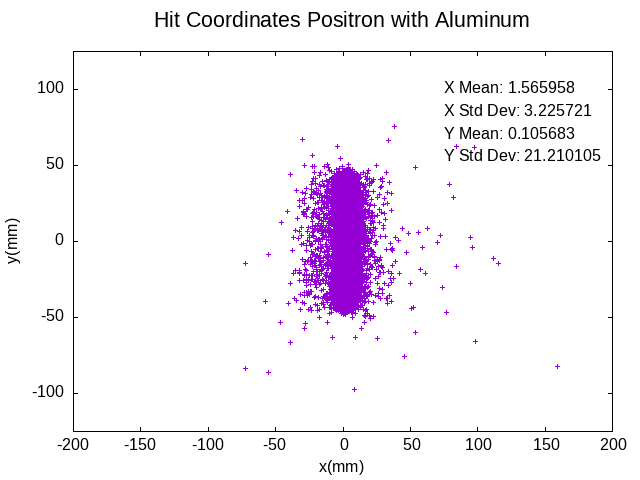 Hit Coordinates Positron with Aluminum
X Mean: 1.565958
X Std Dev: 3.225721
Y Mean: 0.105683
Y Std Dev: 21.210105
100
50
0
-50
-100
y(mm)
-200 -150 -100 -50 0 50 100 150 200
x(mm)